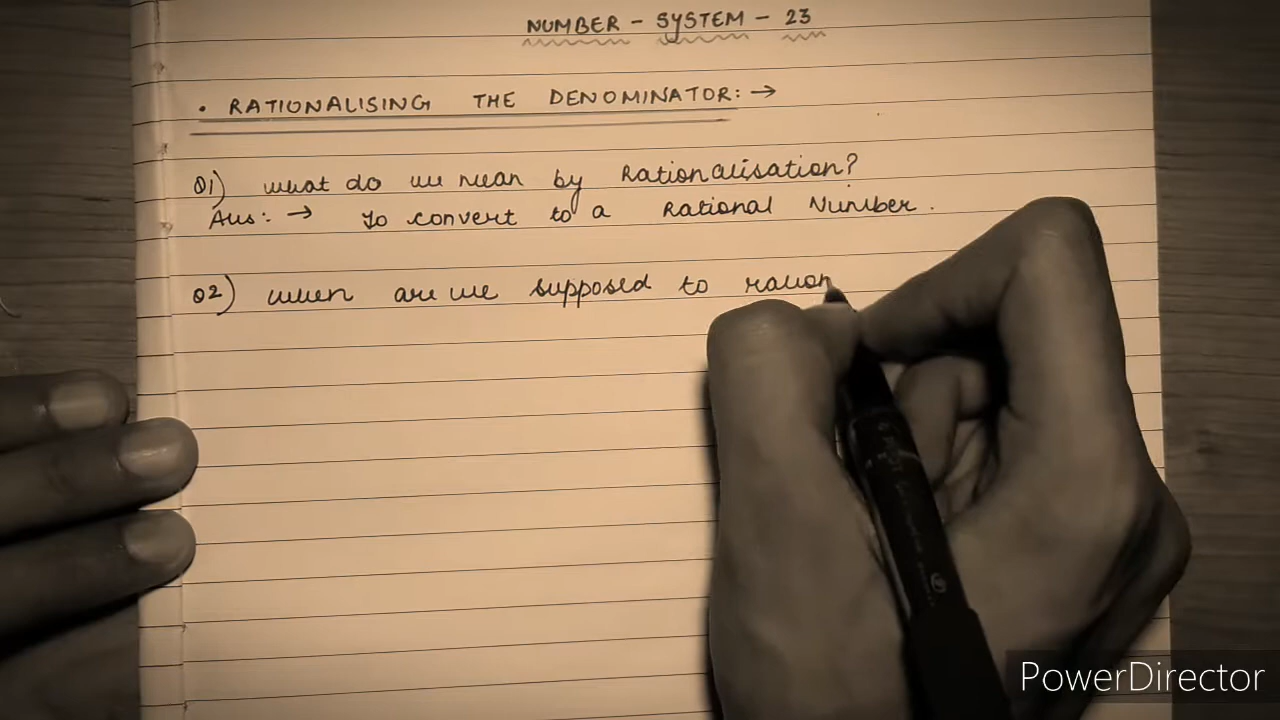 NUMBER - SYSTEM - 23
• RATIONALISING THE DENOMINATOR: →
Q1) what do we mean by Rationalisation?
Ans: → To convert to a Rational Number.
Q2) when are we supposed to ration
PowerDirector